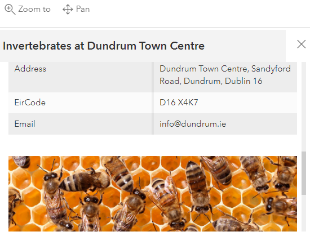 Zoom to Pan
Invertebrates at Dundrum Town Centre
Address Dundrum Town Centre, Sandyford
Road, Dundrum, Dublin 16
EirCode D16 X4K7
Email info@dundrum.ie